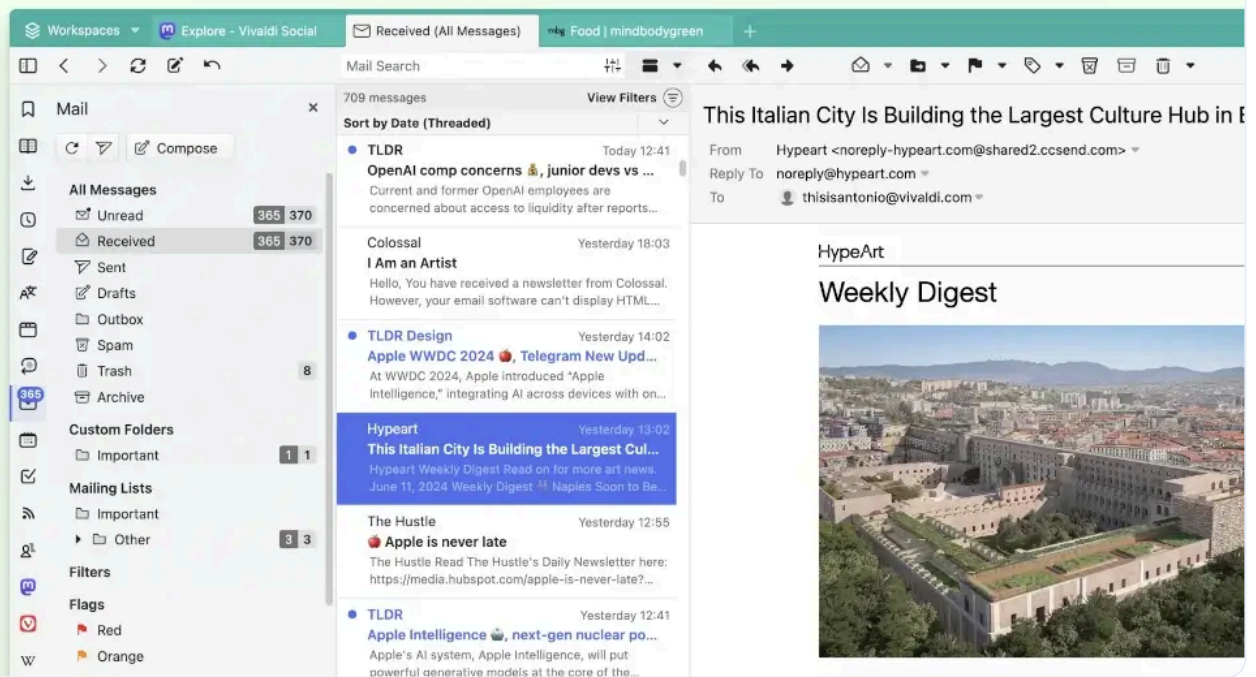 Workspaces
Explore - Vivaldi Social
Received (All Messages)
mbg Food | mindbodygreen
Mail Search
Mail
Compose
All Messages
Unread 365 370
Received 365 370
Sent
Drafts
Outbox
Spam
Trash 8
Archive
365
Custom Folders
Important 1 1
Mailing Lists
Important
Other 3 3
Filters
Flags
Red
Orange
W
709 messages
View Filters
Sort by Date (Threaded)
TLDR Today 12:41
OpenAI comp concerns 💰, junior devs vs ...
Current and former OpenAI employees are
concerned about access to liquidity after reports...
Colossal Yesterday 18:03
I Am an Artist
Hello, You have received a newsletter from Colossal.
However, your email software can't display HTML...
TLDR Design Yesterday 14:02
Apple WWDC 2024 🍎, Telegram New Upd...
At WWDC 2024, Apple introduced “Apple
Intelligence,” integrating AI across devices with on...
Hypeart Yesterday 13:02
This Italian City Is Building the Largest Cul...
Hypeart Weekly Digest Read on for more art news.
June 11, 2024 Weekly Digest Naples Soon to Be...
The Hustle Yesterday 12:55
🍎 Apple is never late
The Hustle Read The Hustle's Daily Newsletter here:
https://media.hubspot.com/apple-is-never-late?...
TLDR Yesterday 12:41
Apple Intelligence 🤖, next-gen nuclear po...
Apple's AI system, Apple Intelligence, will put
powerful generative models at the core of the...
This Italian City Is Building the Largest Culture Hub in E
From Hypeart <noreply-hypeart.com@shared2.ccsend.com>
Reply To noreply@hypeart.com
To thisisantonio@vivaldi.com
HypeArt
Weekly Digest